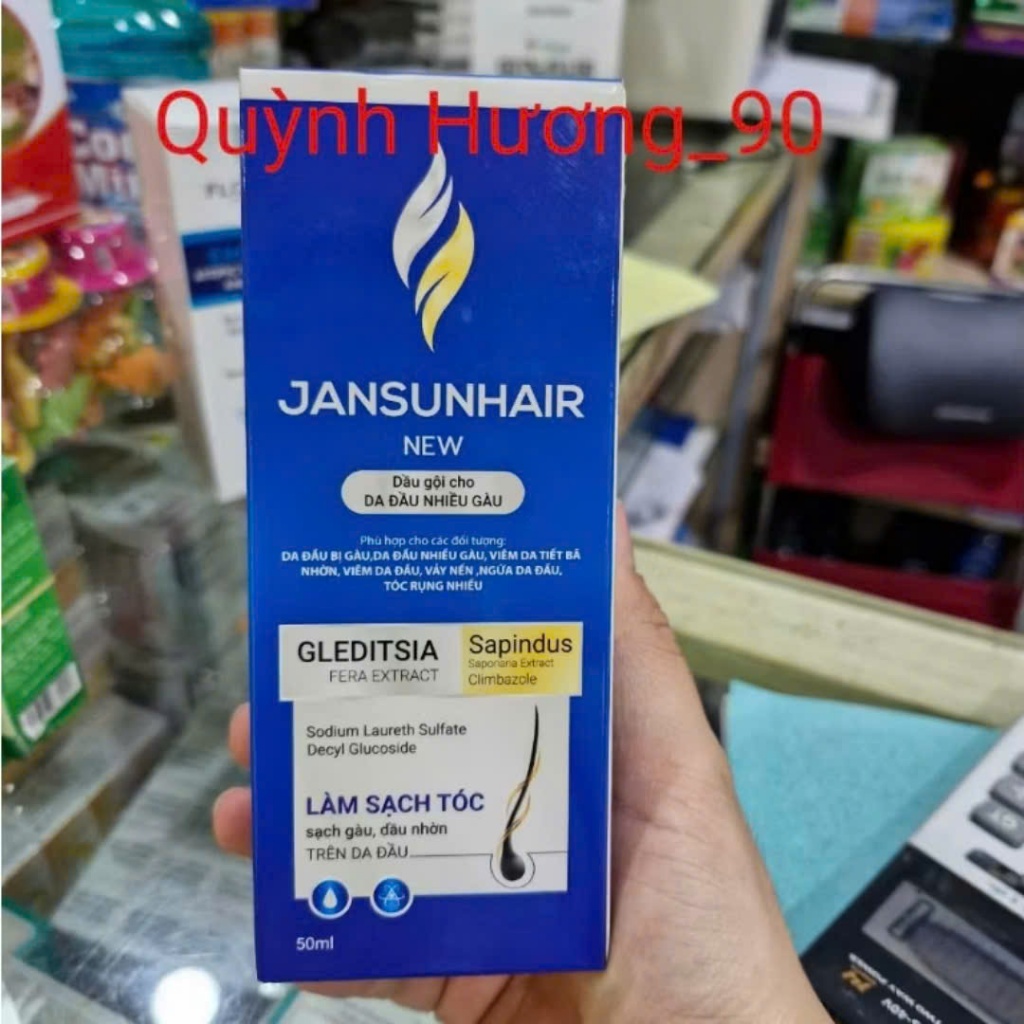 Quỳnh Hương_90
JANSUNHAIR
NEW
Dầu gội cho
DA ĐẦU NHIỀU GÀU
Phù hợp cho các đối tượng:
DA ĐẦU BỊ GÀU,DA ĐẦU NHIỀU GÀU, VIÊM DA TIẾT BÃ
NHỜN, VIÊM DA ĐẦU, VẢY NẾN ,NGỨA DA ĐẦU,
TÓC RỤNG NHIỀU
GLEDITSIA
FERA EXTRACT
Sapindus
Saponaria Extract
Climbazole
Sodium Laureth Sulfate
Decyl Glucoside
LÀM SẠCH TÓC
sạch gàu, dầu nhờn
TRÊN DA ĐẦU
50ml